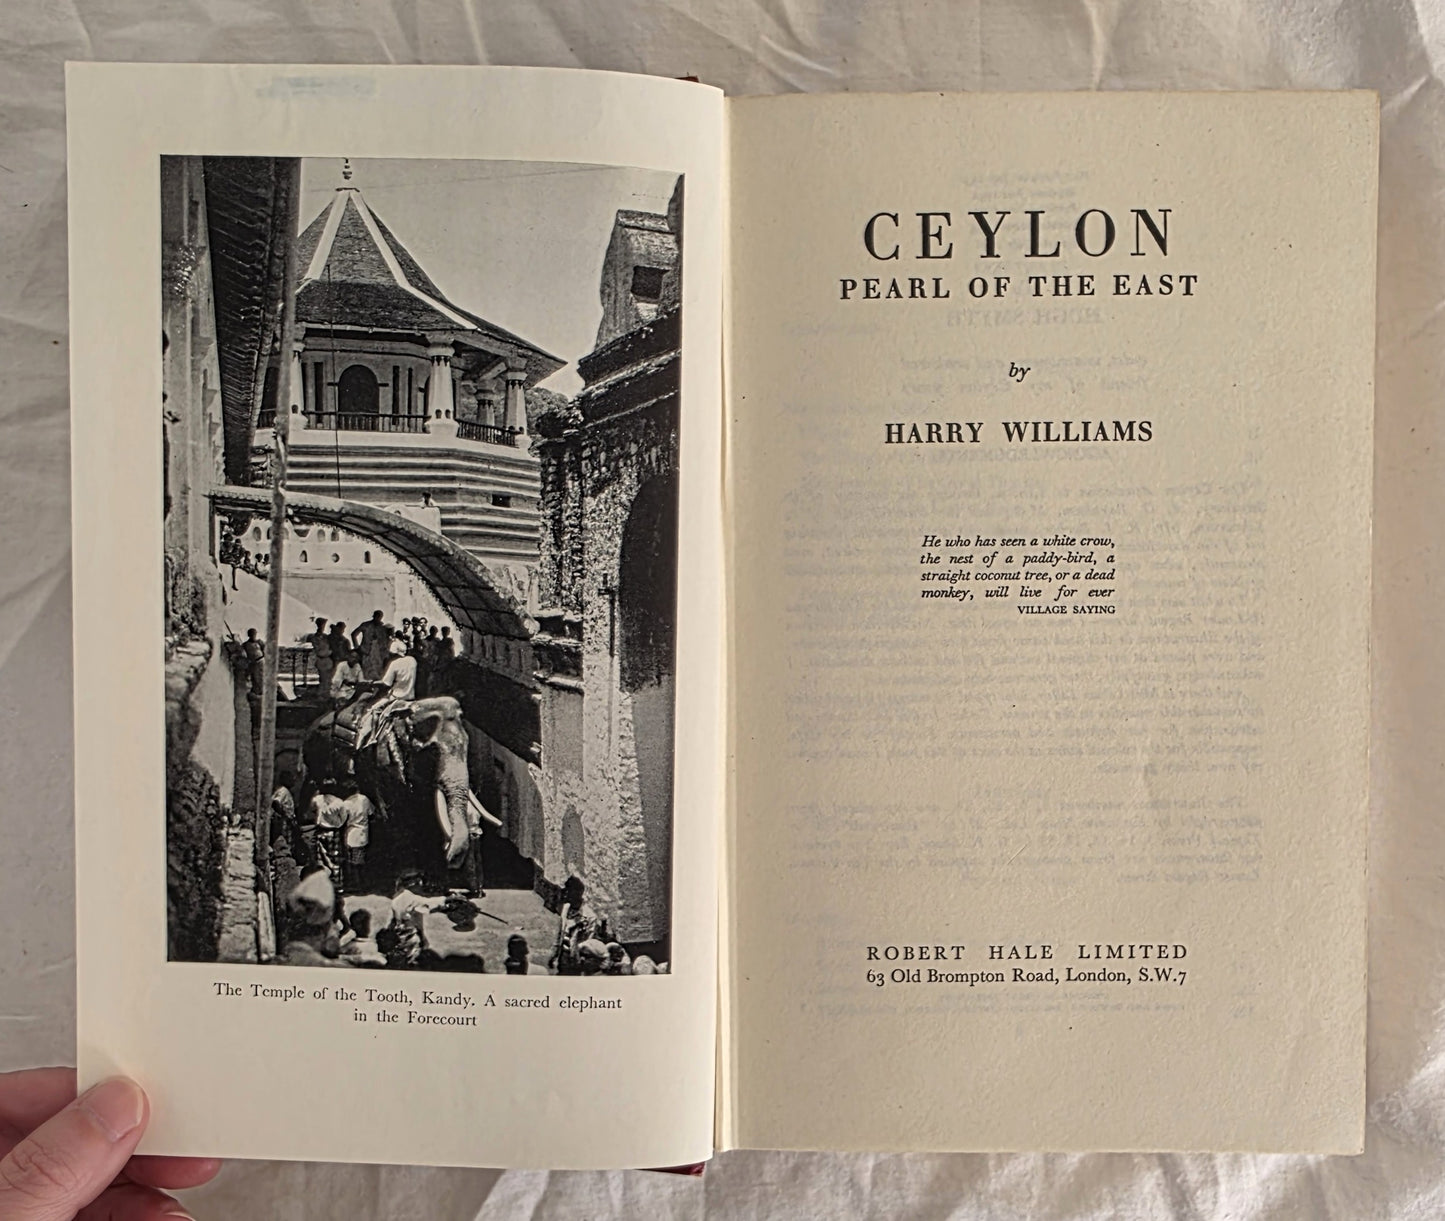 The Temple of the Tooth, Kandy. A sacred elephant
in the Forecourt
CEYLON
PEARL OF THE EAST
by
HARRY WILLIAMS
He who has seen a white crow,
the nest of a paddy-bird, a
straight coconut tree, or a dead
monkey, will live for ever
VILLAGE SAYING
ROBERT HALE LIMITED
63 Old Brompton Road, London, S.W.7